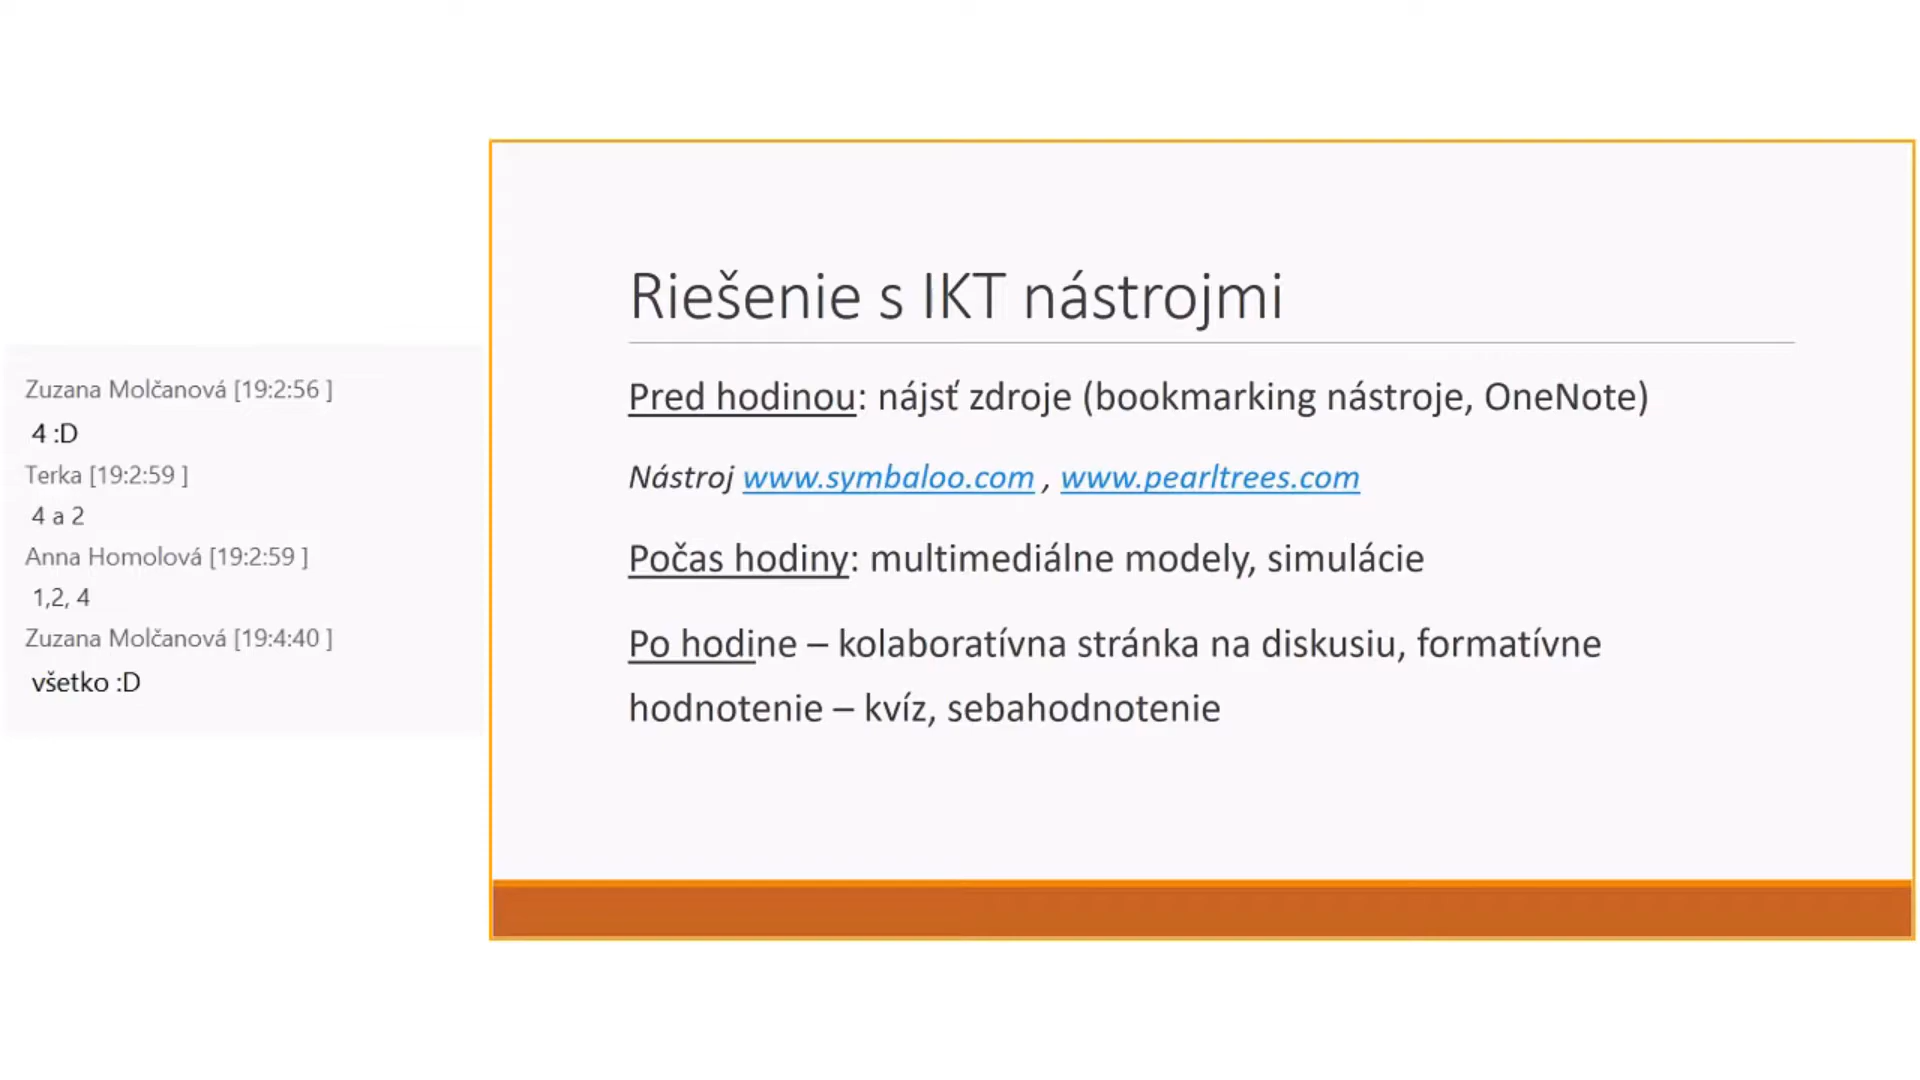 Zuzana Molčanová [19:2:56 ]
4 :D
Terka [19:2:59 ]
4 a 2
Anna Homolová [19:2:59 ]
1,2, 4
Zuzana Molčanová [19:4:40 ]
všetko :D
Riešenie s IKT nástrojmi
Pred hodinou: nájsť zdroje (bookmarking nástroje, OneNote)
Nástroj www.symbaloo.com , www.pearltrees.com
Počas hodiny: multimediálne modely, simulácie
Po hodine – kolaboratívna stránka na diskusiu, formatívne
hodnotenie – kvíz, sebahodnotenie